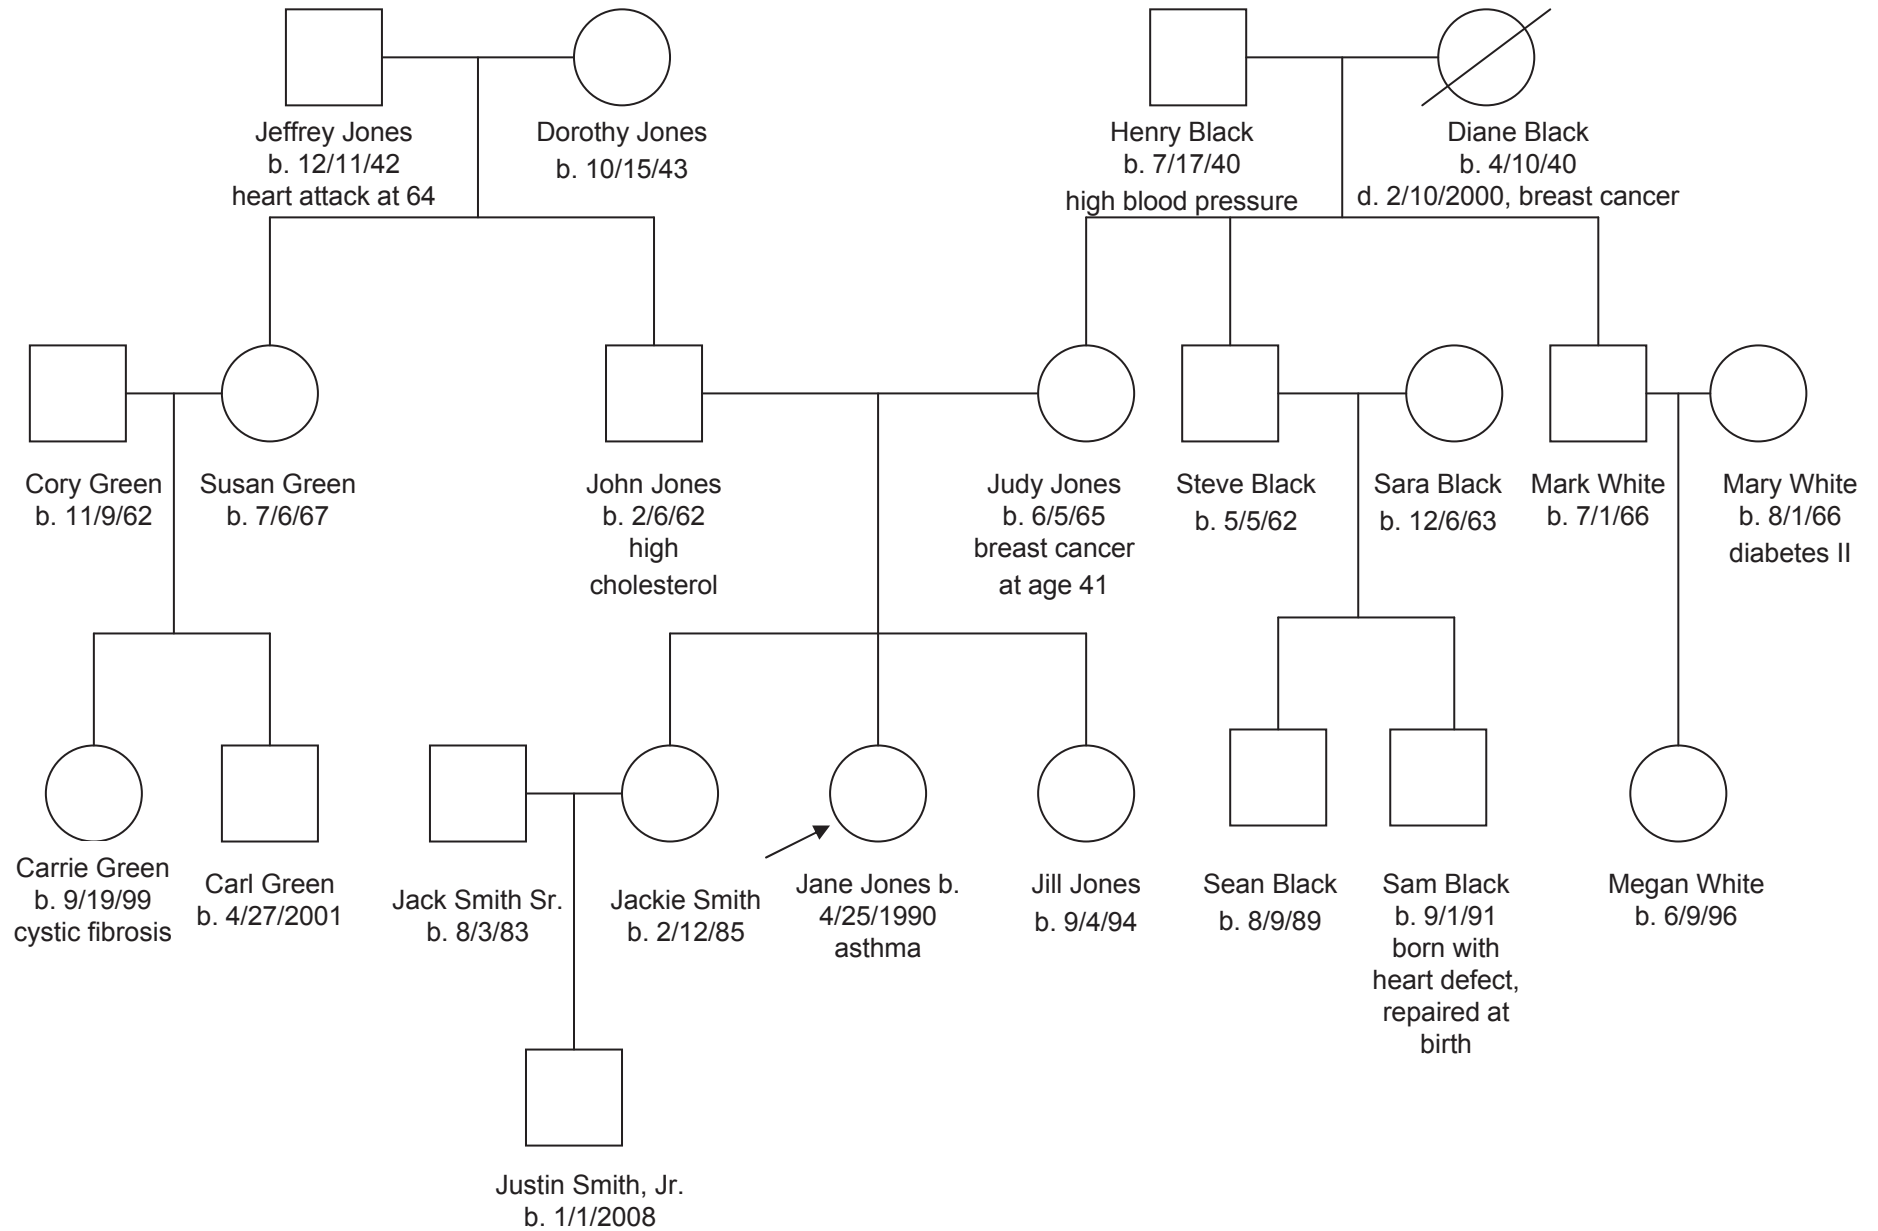 Jeffrey Jones
b. 12/11/42
heart attack at 64
Dorothy Jones
b. 10/15/43
Henry Black
b. 7/17/40
high blood pressure
Diane Black
b. 4/10/40
d. 2/10/2000, breast cancer
Cory Green
b. 11/9/62
Susan Green
b. 7/6/67
John Jones
b. 2/6/62
high
cholesterol
Judy Jones
b. 6/5/65
breast cancer
at age 41
Steve Black
b. 5/5/62
Sara Black
b. 12/6/63
Mark White
b. 7/1/66
Mary White
b. 8/1/66
diabetes II
Carrie Green
b. 9/19/99
cystic fibrosis
Carl Green
b. 4/27/2001
Jack Smith Sr.
b. 8/3/83
Jackie Smith
b. 2/12/85
Jane Jones b.
4/25/1990
asthma
Jill Jones
b. 9/4/94
Sean Black
b. 8/9/89
Sam Black
b. 9/1/91
born with
heart defect,
repaired at
birth
Megan White
b. 6/9/96
Justin Smith, Jr.
b. 1/1/2008